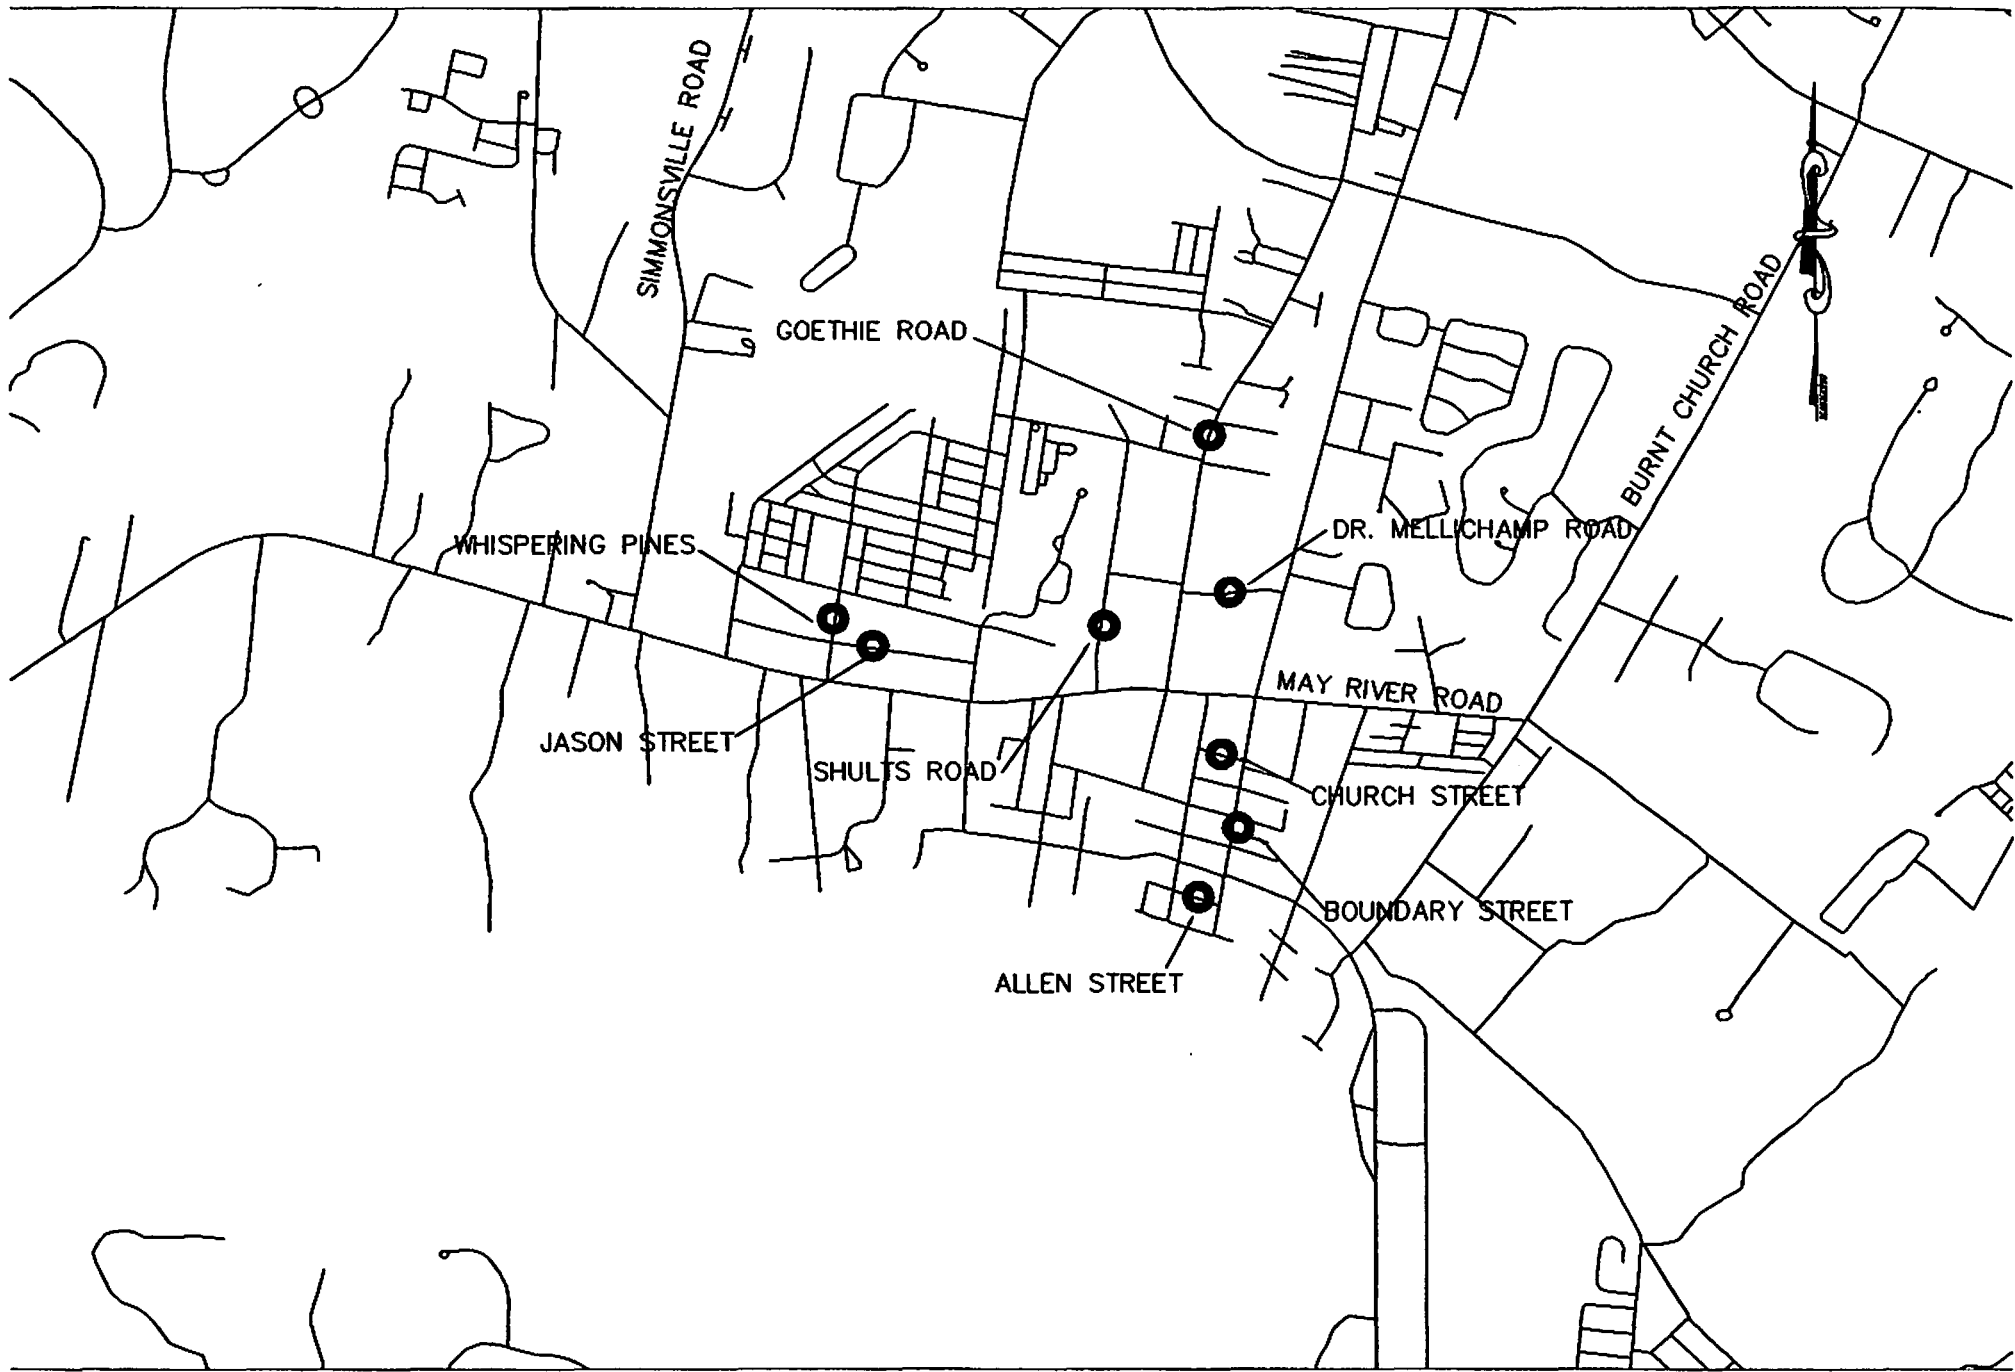 SIMMONSVILLE ROAD
BURNT CHURCH ROAD
GOETHIE ROAD
DR. MELLICHAMP ROAD
WHISPERING PINES
MAY RIVER ROAD
JASON STREET
SHULTS ROAD
CHURCH STREET
BOUNDARY STREET
ALLEN STREET